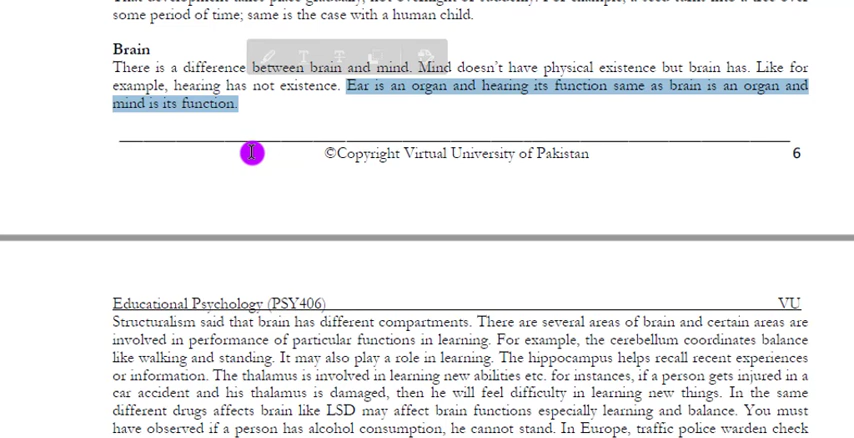 some period of time; same is the case with a human child.
Brain
There is a difference between brain and mind. Mind doesn't have physical existence but brain has. Like for
example, hearing has not existence. Ear is an organ and hearing its function same as brain is an organ and
mind is its function.
©Copyright Virtual University of Pakistan 6
Educational Psychology (PSY406) VU
Structuralism said that brain has different compartments. There are several areas of brain and certain areas are
involved in performance of particular functions in learning. For example, the cerebellum coordinates balance
like walking and standing. It may also play a role in learning. The hippocampus helps recall recent experiences
or information. The thalamus is involved in learning new abilities etc. for instances, if a person gets injured in a
car accident and his thalamus is damaged, then he will feel difficulty in learning new things. In the same
different drugs affects brain like LSD may affect brain functions especially learning and balance. You must
have observed if a person has alcohol consumption, he cannot stand. In Europe, traffic police warden check